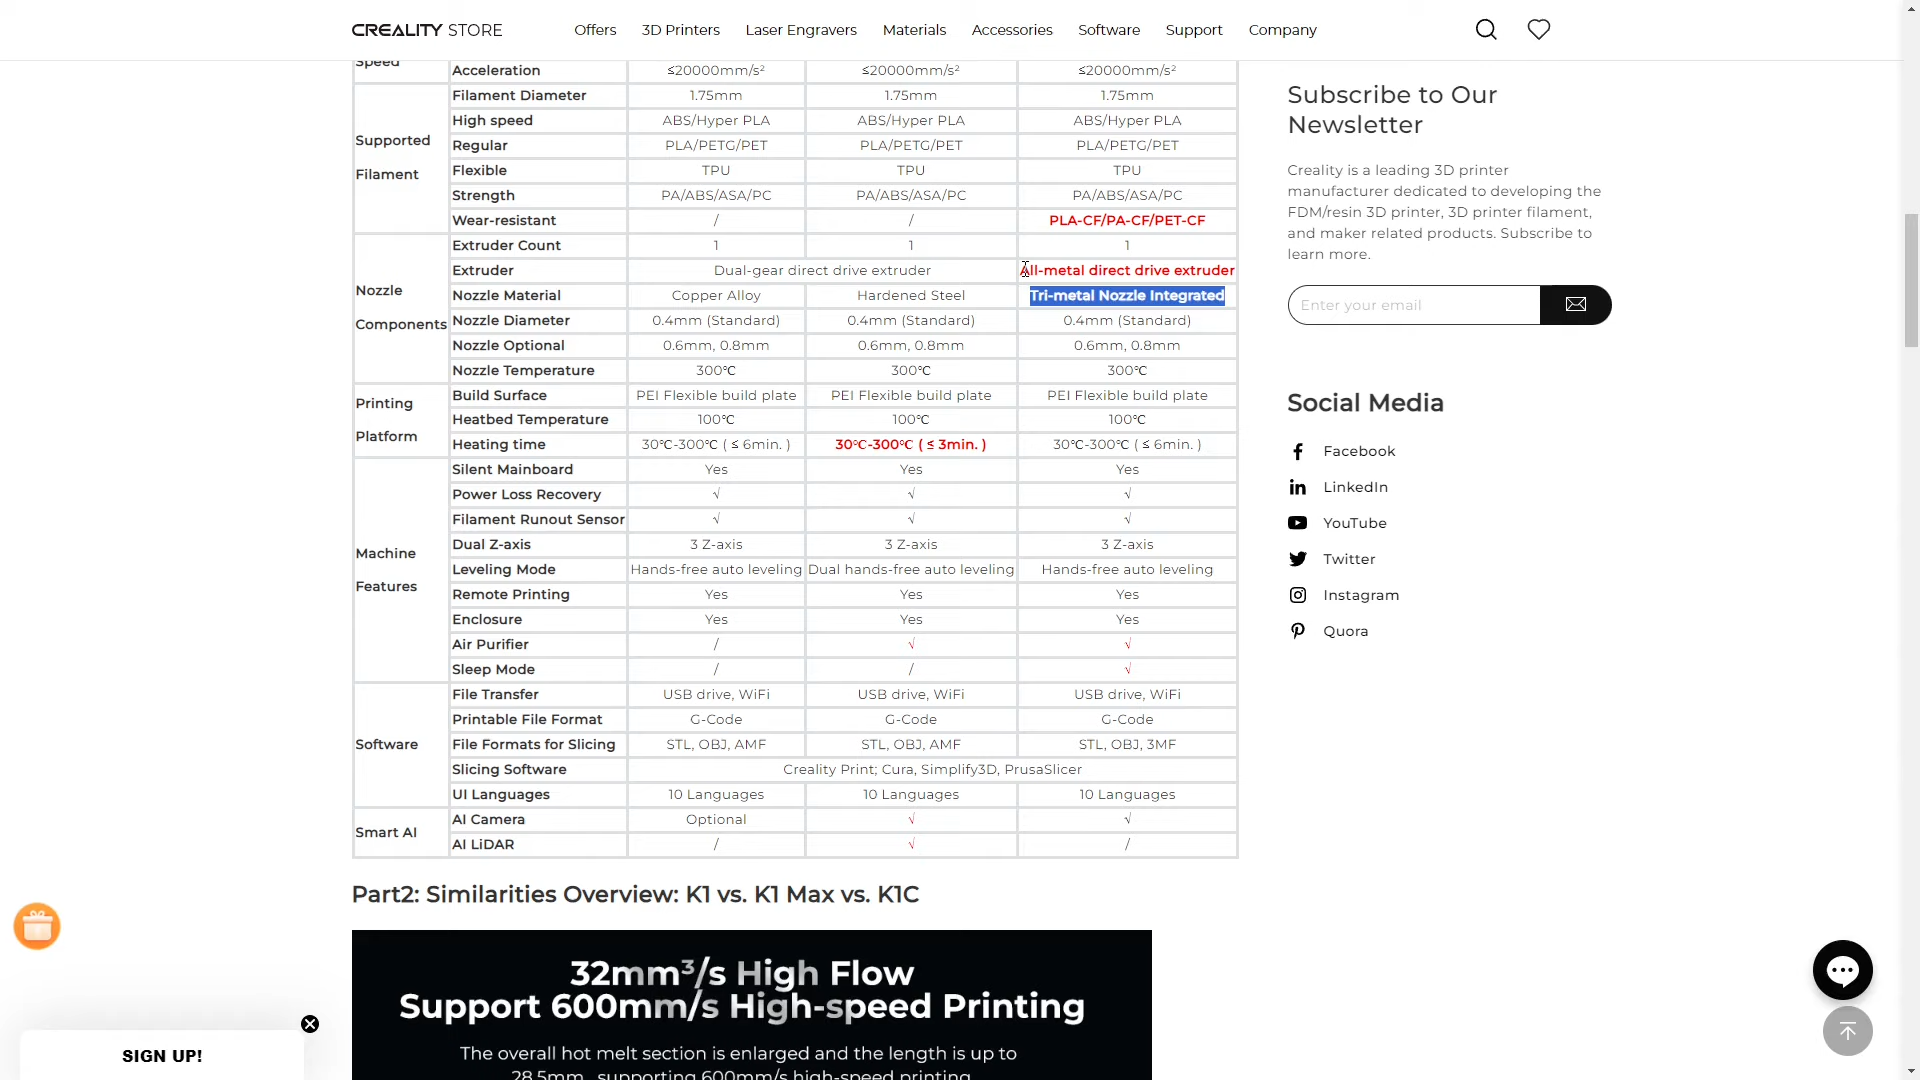 CREALITY STORE Offers 3D Printers Laser Engravers Materials Accessories Software Support Company
Speed Acceleration ≤20000mm/s² ≤20000mm/s² ≤20000mm/s²
Supported Filament
Filament Diameter 1.75mm 1.75mm 1.75mm
High speed ABS/Hyper PLA ABS/Hyper PLA ABS/Hyper PLA
Regular PLA/PETG/PET PLA/PETG/PET PLA/PETG/PET
Flexible TPU TPU TPU
Strength PA/ABS/ASA/PC PA/ABS/ASA/PC PA/ABS/ASA/PC
Wear-resistant / / PLA-CF/PA-CF/PET-CF
Nozzle Components
Extruder Count 1 1 1
Extruder Dual-gear direct drive extruder All-metal direct drive extruder
Nozzle Material Copper Alloy Hardened Steel Tri-metal Nozzle Integrated
Nozzle Diameter 0.4mm (Standard) 0.4mm (Standard) 0.4mm (Standard)
Nozzle Optional 0.6mm, 0.8mm 0.6mm, 0.8mm 0.6mm, 0.8mm
Nozzle Temperature 300℃ 300℃ 300℃
Printing Platform
Build Surface PEI Flexible build plate PEI Flexible build plate PEI Flexible build plate
Heatbed Temperature 100℃ 100℃ 100℃
Heating time 30℃-300℃ ( ≤ 6min. ) 30℃-300℃ ( ≤ 3min. ) 30℃-300℃ ( ≤ 6min. )
Machine Features
Silent Mainboard Yes Yes Yes
Power Loss Recovery √ √ √
Filament Runout Sensor √ √ √
Dual Z-axis 3 Z-axis 3 Z-axis 3 Z-axis
Leveling Mode Hands-free auto leveling Dual hands-free auto leveling Hands-free auto leveling
Remote Printing Yes Yes Yes
Enclosure Yes Yes Yes
Air Purifier / √ √
Sleep Mode / / √
Software
File Transfer USB drive, WiFi USB drive, WiFi USB drive, WiFi
Printable File Format G-Code G-Code G-Code
File Formats for Slicing STL, OBJ, AMF STL, OBJ, AMF STL, OBJ, 3MF
Slicing Software Creality Print; Cura, Simplify3D, PrusaSlicer
UI Languages 10 Languages 10 Languages 10 Languages
Smart AI
AI Camera Optional √ √
AI LiDAR / √ /
Part2: Similarities Overview: K1 vs. K1 Max vs. K1C
32mm³/s High Flow
Support 600mm/s High-speed Printing
The overall hot melt section is enlarged and the length is up to
28.5mm, supporting 600mm/s high-speed printing.
Subscribe to Our
Newsletter
Creality is a leading 3D printer
manufacturer dedicated to developing the
FDM/resin 3D printer, 3D printer filament,
and maker related products. Subscribe to
learn more.
Enter your email
Social Media
Facebook
LinkedIn
YouTube
Twitter
Instagram
Quora
SIGN UP!